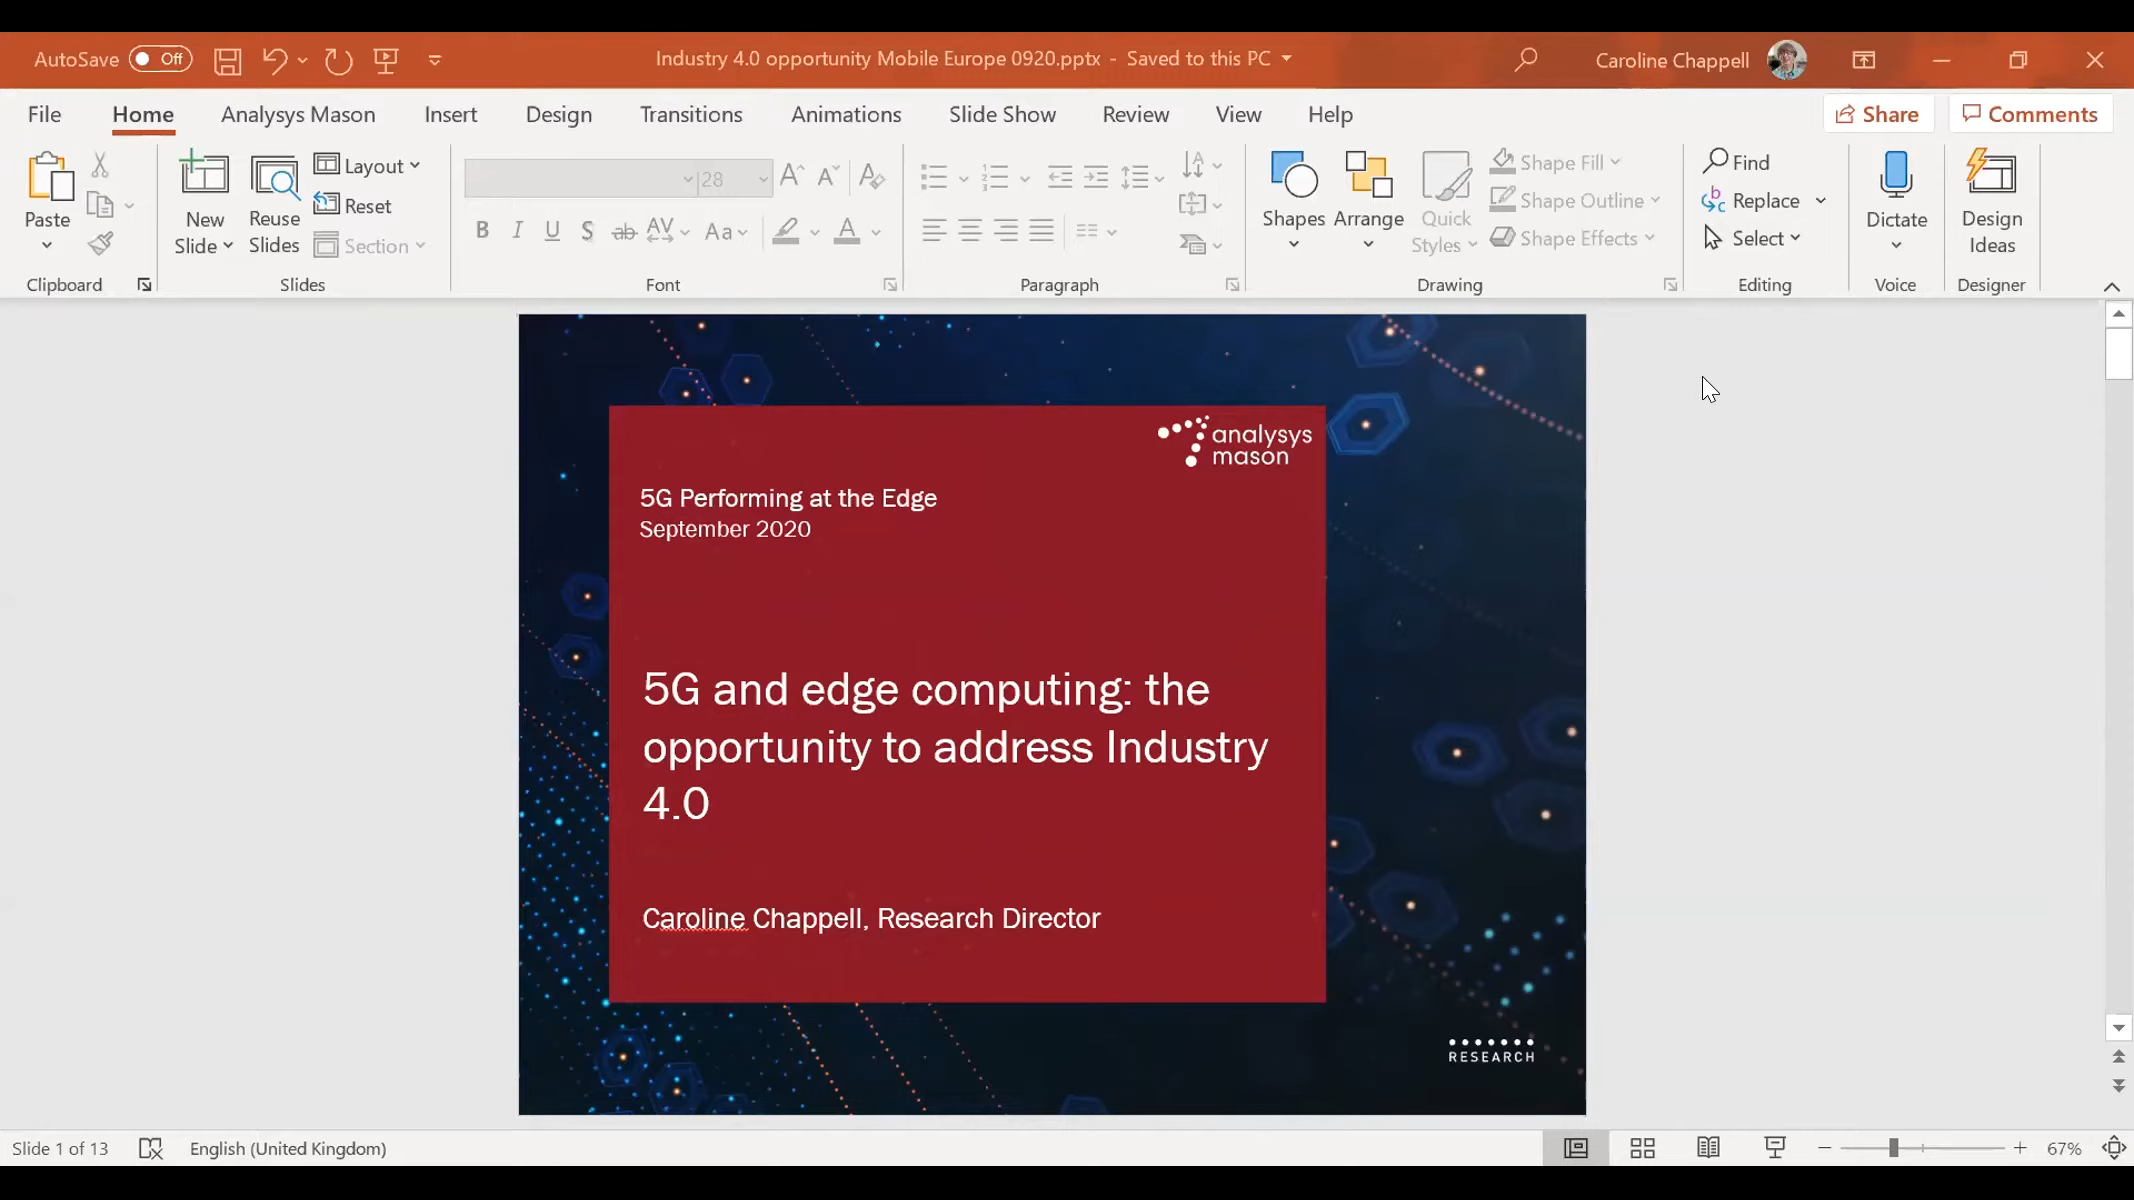 AutoSave Off
Industry 4.0 opportunity Mobile Europe 0920.pptx - Saved to this PC
Caroline Chappell
File Home Analysys Mason Insert Design Transitions Animations Slide Show Review View Help
Share Comments
Paste
New Slide
Reuse Slides
Layout
Reset
Section
28
B I U S ab AV Aa A
Shapes
Arrange
Quick Styles
Shape Fill
Shape Outline
Shape Effects
Find
Replace
Select
Dictate
Design Ideas
Clipboard Slides Font Paragraph Drawing Editing Voice Designer
analysys
mason
5G Performing at the Edge
September 2020
5G and edge computing: the
opportunity to address Industry
4.0
Caroline Chappell, Research Director
RESEARCH
Slide 1 of 13 English (United Kingdom) 67%